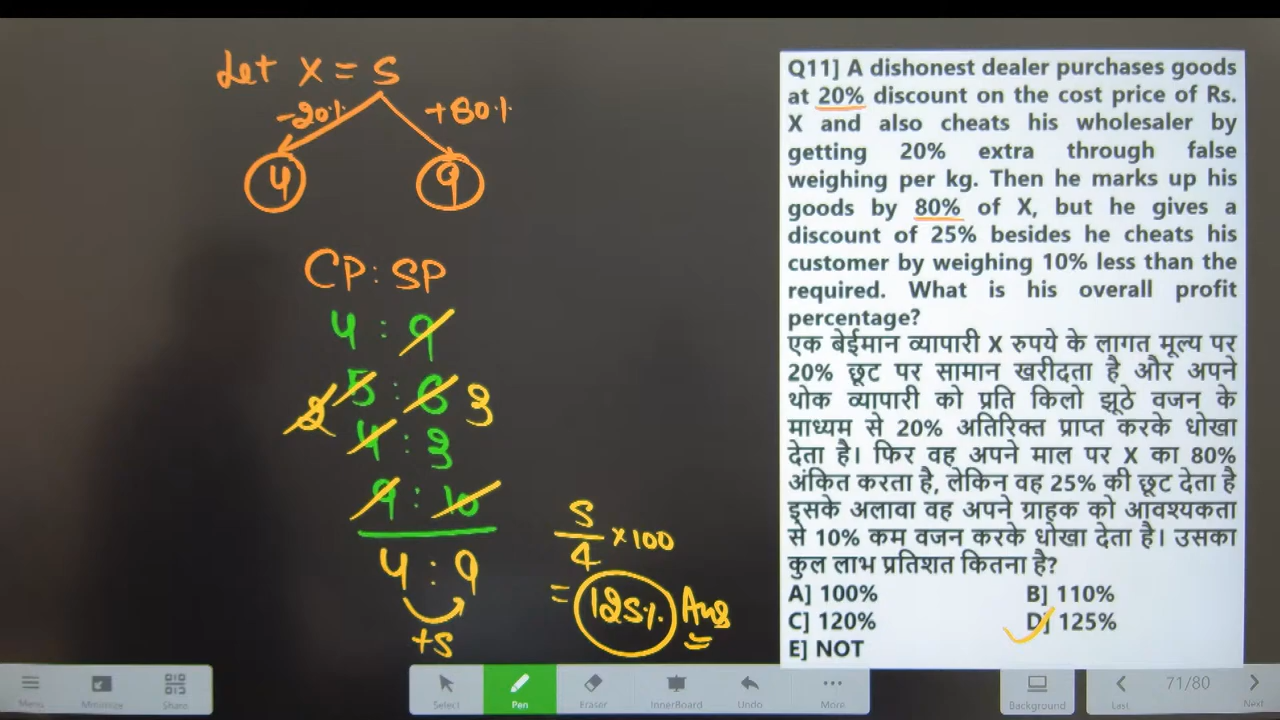 Let X = 5
-20% +80%
4 9
CP : SP
4 : 9
5 : 6 3
2
4 : 3
9 : 10
4 : 9
+5
5/4 × 100
= 125% Ans
Q11] A dishonest dealer purchases goods
at 20% discount on the cost price of Rs.
X and also cheats his wholesaler by
getting 20% extra through false
weighing per kg. Then he marks up his
goods by 80% of X, but he gives a
discount of 25% besides he cheats his
customer by weighing 10% less than the
required. What is his overall profit
percentage?
एक बेईमान व्यापारी X रुपये के लागत मूल्य पर
20% छूट पर सामान खरीदता है और अपने
थोक व्यापारी को प्रति किलो झूठे वजन के
माध्यम से 20% अतिरिक्त प्राप्त करके धोखा
देता है। फिर वह अपने माल पर X का 80%
अंकित करता है, लेकिन वह 25% की छूट देता है
इसके अलावा वह अपने ग्राहक को आवश्यकता
से 10% कम वजन करके धोखा देता है। उसका
कुल लाभ प्रतिशत कितना है?
A] 100% B] 110%
C] 120% D] 125%
E] NOT
Menu Minimize Share Select Pen Eraser InnerBoard Undo More Background Last 71/80 Next